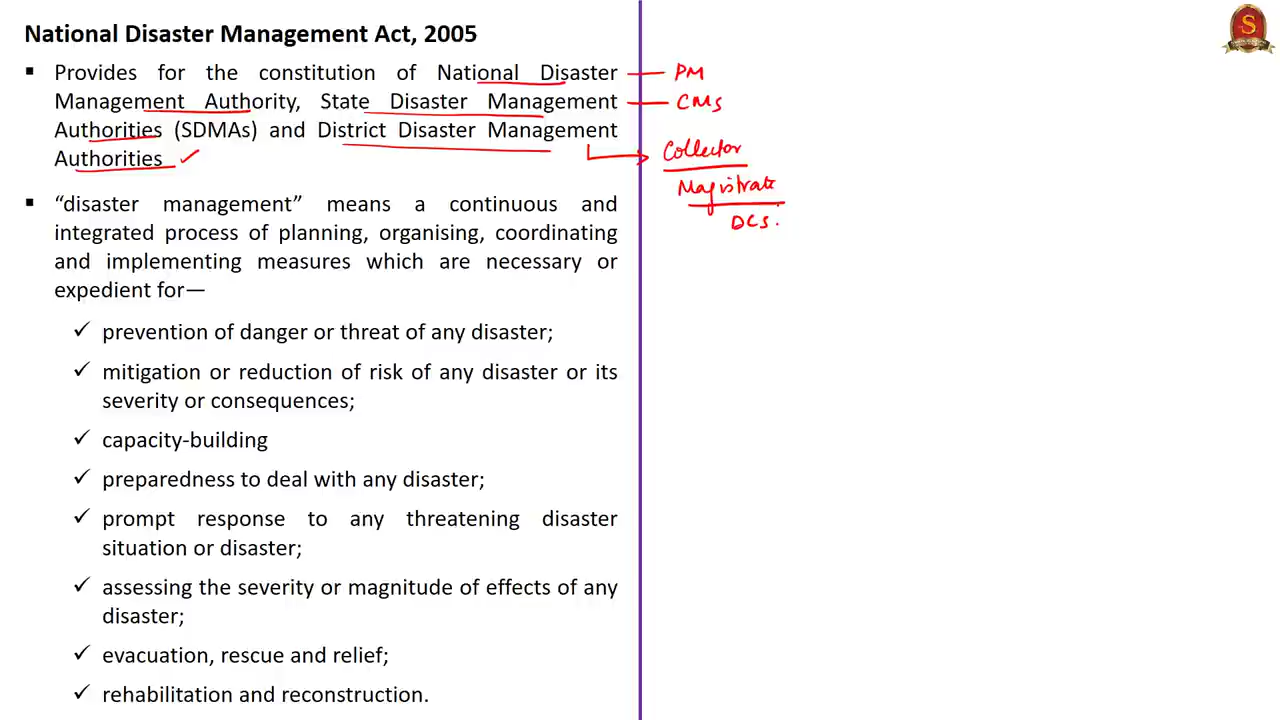 National Disaster Management Act, 2005
▪ Provides for the constitution of National Disaster
Management Authority, State Disaster Management
Authorities (SDMAs) and District Disaster Management
Authorities
PM
CMs
Collector
Magistrate
DCs.
▪ “disaster management” means a continuous and
integrated process of planning, organising, coordinating
and implementing measures which are necessary or
expedient for—
✓ prevention of danger or threat of any disaster;
✓ mitigation or reduction of risk of any disaster or its
severity or consequences;
✓ capacity-building
✓ preparedness to deal with any disaster;
✓ prompt response to any threatening disaster
situation or disaster;
✓ assessing the severity or magnitude of effects of any
disaster;
✓ evacuation, rescue and relief;
✓ rehabilitation and reconstruction.
S